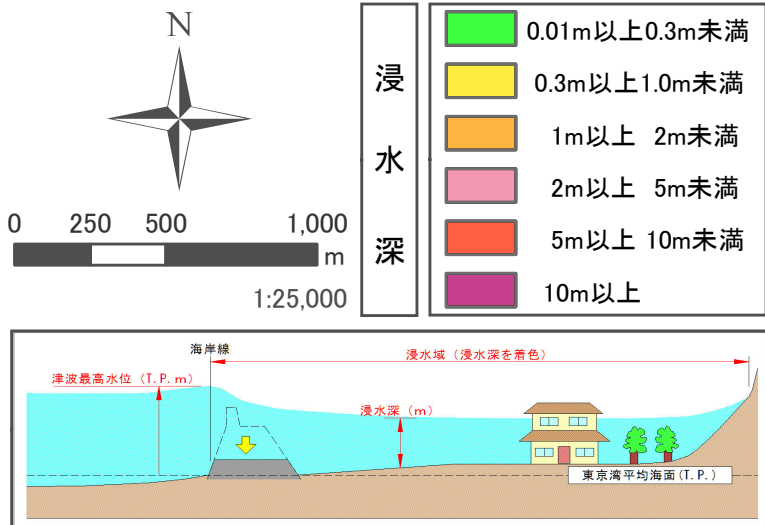 N
0 250 500 1,000
m
1:25,000
浸水深
0.01m以上0.3m未満
0.3m以上1.0m未満
1m以上 2m未満
2m以上 5m未満
5m以上 10m未満
10m以上
海岸線
浸水域（浸水深を着色）
津波最高水位（T.P.m）
浸水深（m）
東京湾平均海面（T.P.）